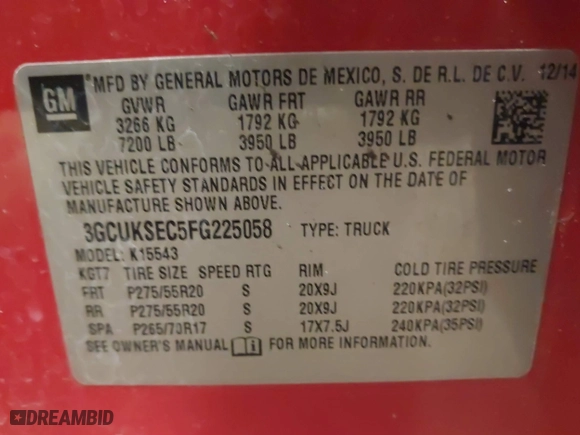 GM
MFD BY GENERAL MOTORS DE MEXICO, S. DE R.L. DE C.V. 12/14
GVWR GAWR FRT GAWR RR
3266 KG 1792 KG 1792 KG
7200 LB 3950 LB 3950 LB
THIS VEHICLE CONFORMS TO ALL APPLICABLE U.S. FEDERAL MOTOR
VEHICLE SAFETY STANDARDS IN EFFECT ON THE DATE OF
MANUFACTURE SHOWN ABOVE.
3GCUKSEC5FG225058 TYPE: TRUCK
MODEL: K15543
KGT7 TIRE SIZE SPEED RTG RIM COLD TIRE PRESSURE
FRT P275/55R20 S 20X9J 220KPA(32PSI)
RR P275/55R20 S 20X9J 220KPA(32PSI)
SPA P265/70R17 S 17X7.5J 240KPA(35PSI)
SEE OWNER'S MANUAL i FOR MORE INFORMATION.
DREAMBID